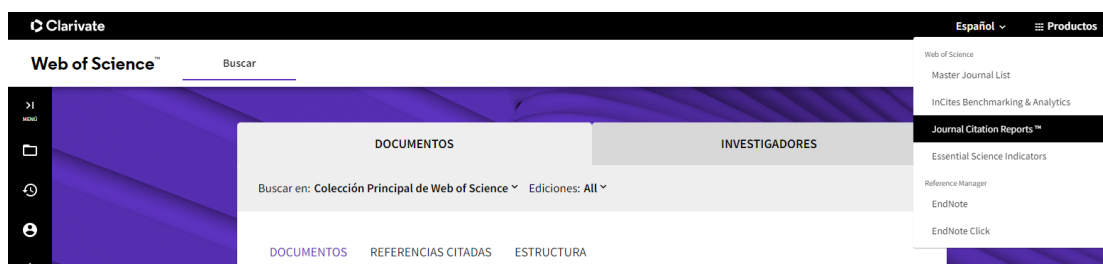 Clarivate
Español
Productos
Web of Science™
Buscar
Web of Science
Master Journal List
InCites Benchmarking & Analytics
Journal Citation Reports™
Essential Science Indicators
Reference Manager
EndNote
EndNote Click
MENÚ
DOCUMENTOS
INVESTIGADORES
Buscar en: Colección Principal de Web of Science Ediciones: All
DOCUMENTOS REFERENCIAS CITADAS ESTRUCTURA